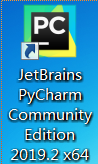 PC
JetBrains
PyCharm
Community
Edition
2019.2 x64